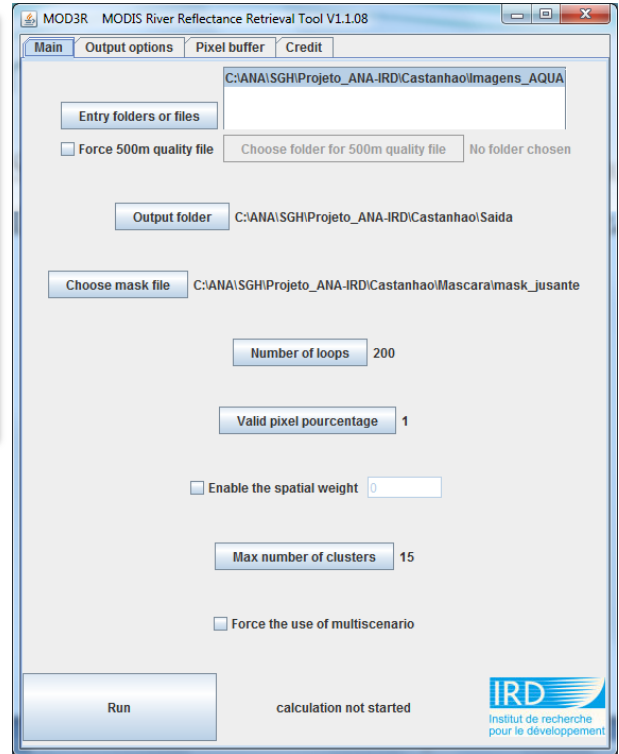 MOD3R MODIS River Reflectance Retrieval Tool V1.1.08
Main Output options Pixel buffer Credit
C:\ANA\SGH\Projeto_ANA-IRD\Castanhao\Imagens_AQUA
Entry folders or files
Force 500m quality file Choose folder for 500m quality file No folder chosen
Output folder C:\ANA\SGH\Projeto_ANA-IRD\Castanhao\Saida
Choose mask file C:\ANA\SGH\Projeto_ANA-IRD\Castanhao\Mascara\mask_jusante
Number of loops 200
Valid pixel pourcentage 1
Enable the spatial weight 0
Max number of clusters 15
Force the use of multiscenario
Run calculation not started
IRD
Institut de recherche
pour le développement